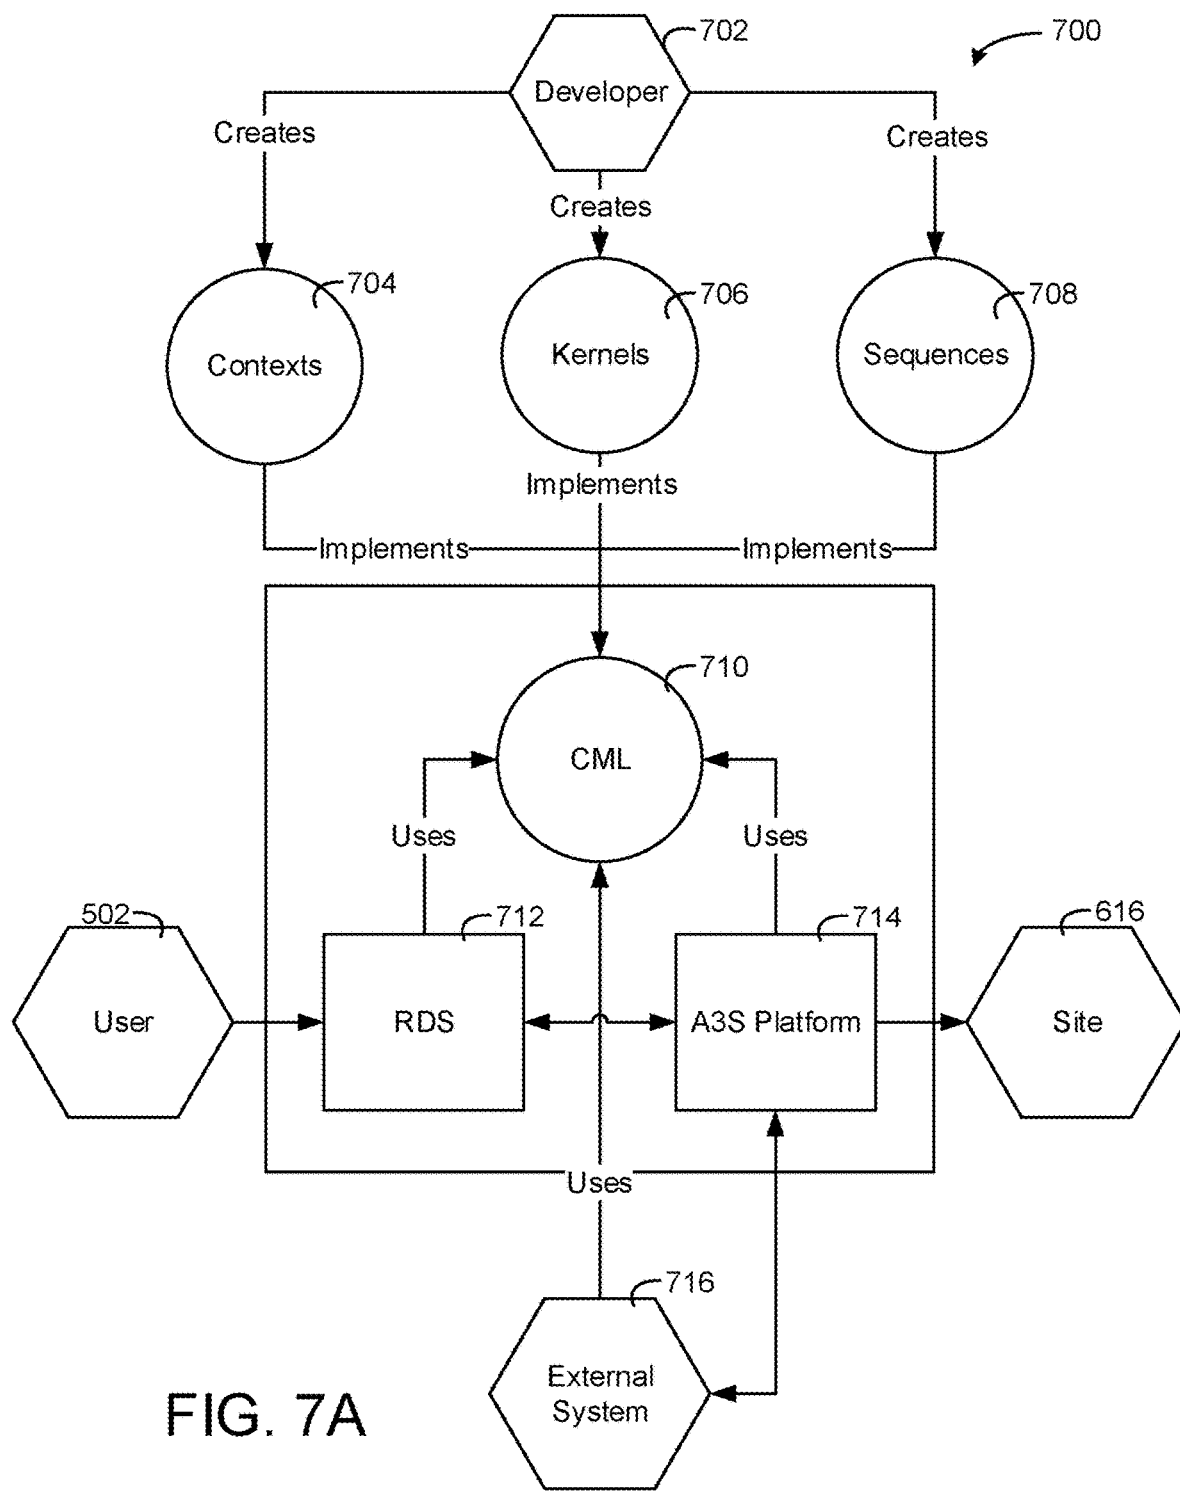 702
700
Developer
Creates
Creates
Creates
704
706
708
Contexts
Kernels
Sequences
Implements
Implements
Implements
710
CML
Uses
Uses
502
712
714
616
User
RDS
A3S Platform
Site
Uses
716
External
System
FIG. 7A